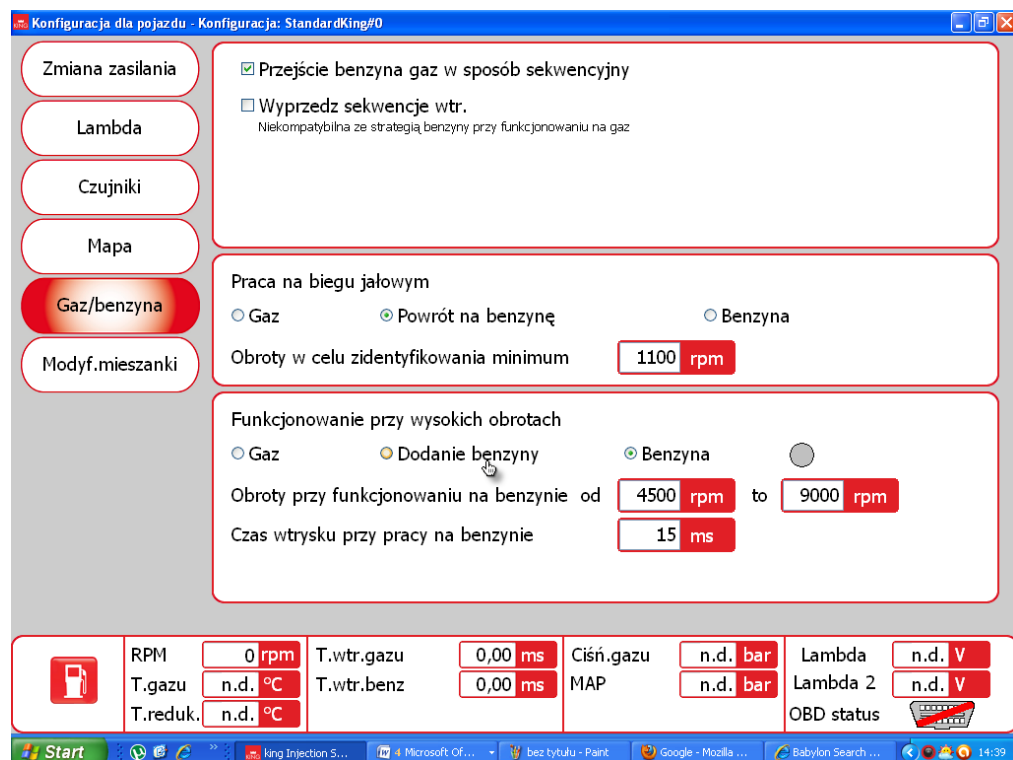 Konfiguracja dla pojazdu - Konfiguracja: StandardKing#0
Zmiana zasilania
Lambda
Czujniki
Mapa
Gaz/benzyna
Modyf.mieszanki
Przejście benzyna gaz w sposób sekwencyjny
Wyprzedz sekwencje wtr.
Niekompatybilna ze strategią benzyny przy funkcjonowaniu na gaz
Praca na biegu jałowym
Gaz Powrót na benzynę Benzyna
Obroty w celu zidentyfikowania minimum 1100 rpm
Funkcjonowanie przy wysokich obrotach
Gaz Dodanie benzyny Benzyna
Obroty przy funkcjonowaniu na benzynie od 4500 rpm to 9000 rpm
Czas wtrysku przy pracy na benzynie 15 ms
RPM 0 rpm T.wtr.gazu 0,00 ms Ciśń.gazu n.d. bar Lambda n.d. V
T.gazu n.d. °C T.wtr.benz 0,00 ms MAP n.d. bar Lambda 2 n.d. V
T.reduk. n.d. °C OBD status
Start » KING king Injection S... 4 Microsoft Of... bez tytułu - Paint Google - Mozilla ... Babylon Search ... 14:39